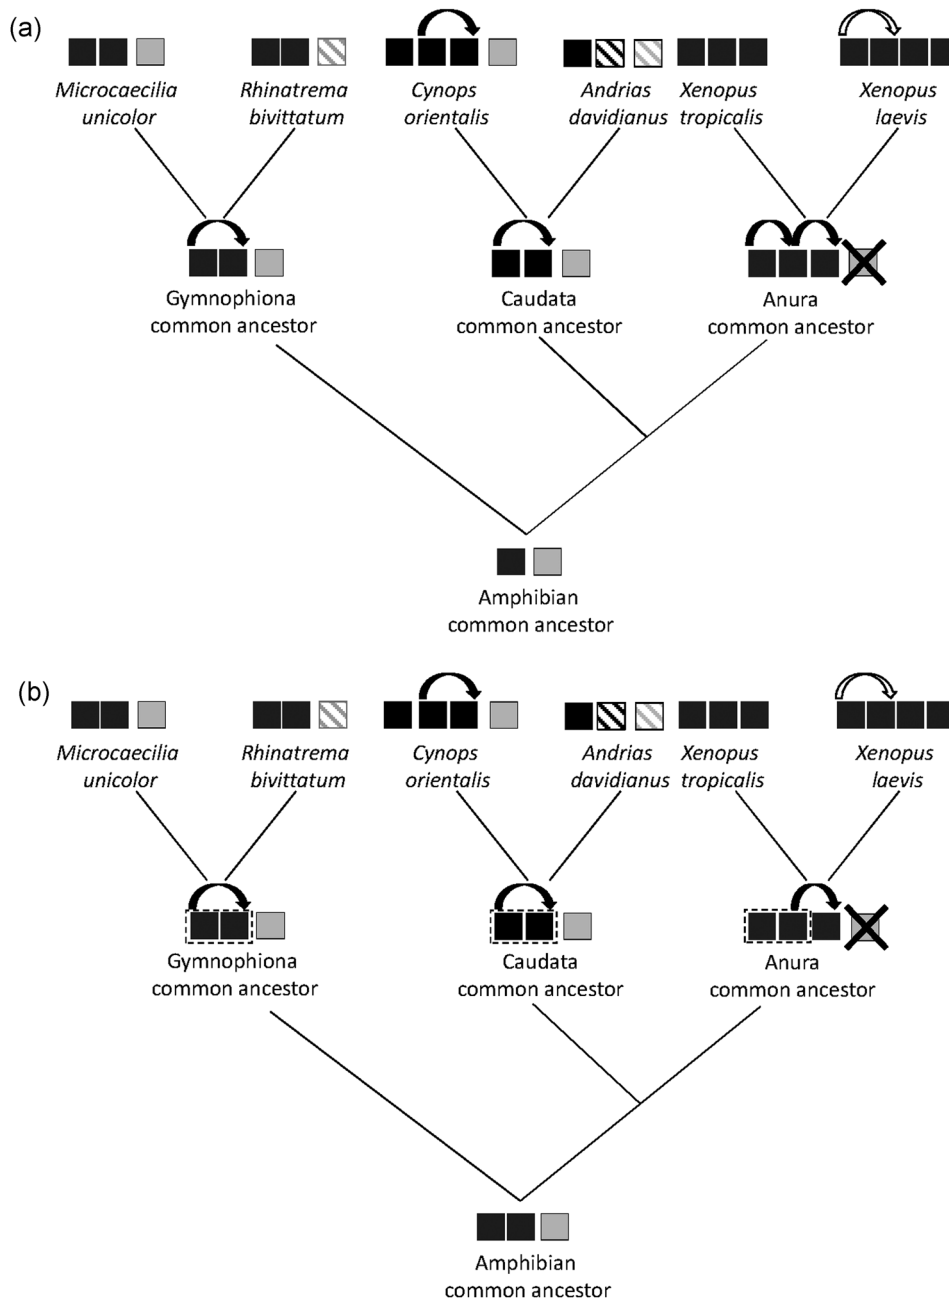 (a)
Microcaecilia
unicolor
Rhinatrema
bivittatum
Cynops
orientalis
Andrias
davidianus
Xenopus
tropicalis
Xenopus
laevis
Gymnophiona
common ancestor
Caudata
common ancestor
Anura
common ancestor
Amphibian
common ancestor
(b)
Microcaecilia
unicolor
Rhinatrema
bivittatum
Cynops
orientalis
Andrias
davidianus
Xenopus
tropicalis
Xenopus
laevis
Gymnophiona
common ancestor
Caudata
common ancestor
Anura
common ancestor
Amphibian
common ancestor